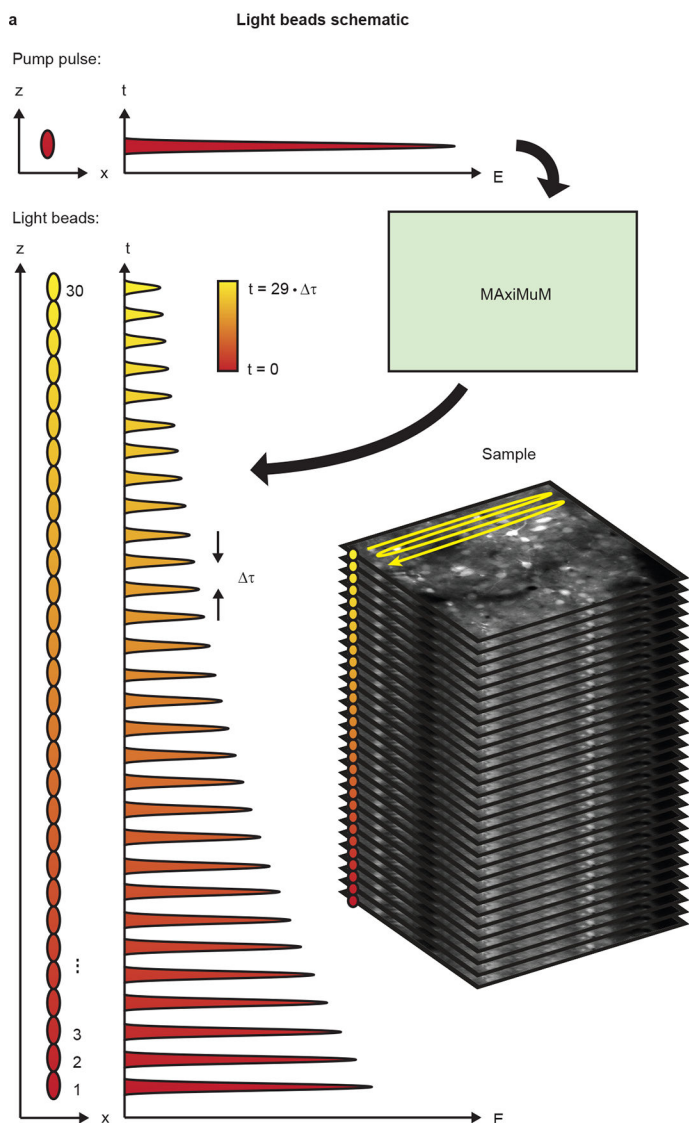 a
Light beads schematic
Pump pulse:
z
t
x
E
Light beads:
z
t
30
t = 29 · Δτ
t = 0
MAxiMuM
Sample
Δτ
...
3
2
1
x
E